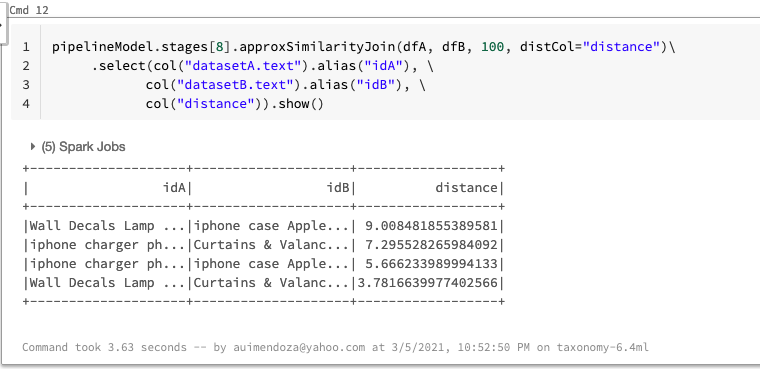 Cmd 12
1 pipelineModel.stages[8].approxSimilarityJoin(dfA, dfB, 100, distCol="distance")\
2 .select(col("datasetA.text").alias("idA"), \
3 col("datasetB.text").alias("idB"), \
4 col("distance")).show()
(5) Spark Jobs
+--------------------+--------------------+------------------+
| idA| idB| distance|
+--------------------+--------------------+------------------+
|Wall Decals Lamp ...|iphone case Apple...| 9.008481855389581|
|iphone charger ph...|Curtains & Valanc...| 7.295528265984092|
|iphone charger ph...|iphone case Apple...| 5.666233989994133|
|Wall Decals Lamp ...|Curtains & Valanc...|3.7816639977402566|
+--------------------+--------------------+------------------+
Command took 3.63 seconds -- by auimendoza@yahoo.com at 3/5/2021, 10:52:50 PM on taxonomy-6.4ml